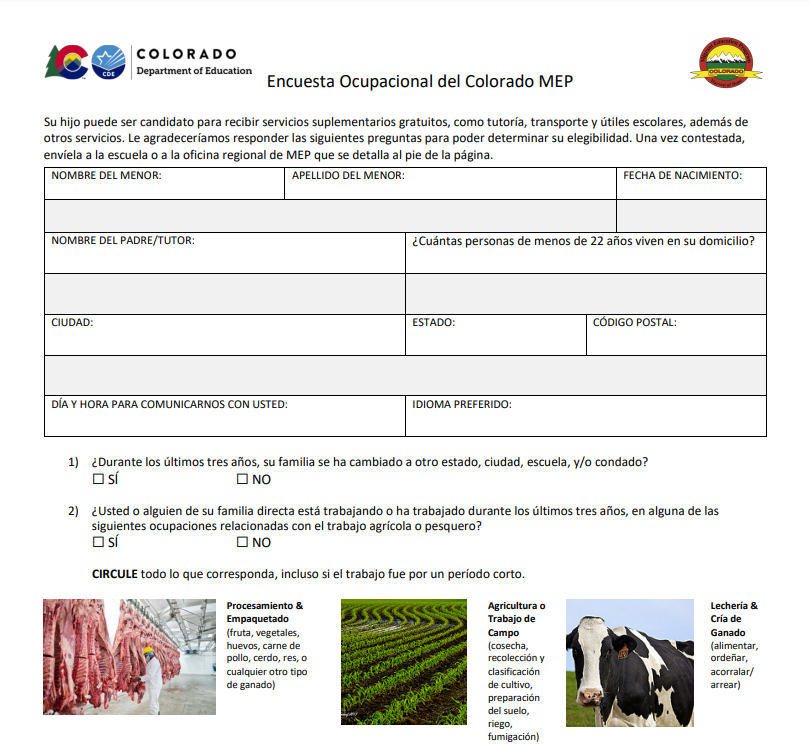 COLORADO
Department of Education
CDE
COLORADO
Encuesta Ocupacional del Colorado MEP
Su hijo puede ser candidato para recibir servicios suplementarios gratuitos, como tutoría, transporte y útiles escolares, además de
otros servicios. Le agradeceríamos responder las siguientes preguntas para poder determinar su elegibilidad. Una vez contestada,
envíela a la escuela o a la oficina regional de MEP que se detalla al pie de la página.
NOMBRE DEL MENOR:
APELLIDO DEL MENOR:
FECHA DE NACIMIENTO:
NOMBRE DEL PADRE/TUTOR:
¿Cuántas personas de menos de 22 años viven en su domicilio?
CIUDAD:
ESTADO:
CÓDIGO POSTAL:
DÍA Y HORA PARA COMUNICARNOS CON USTED:
IDIOMA PREFERIDO:
1) ¿Durante los últimos tres años, su familia se ha cambiado a otro estado, ciudad, escuela, y/o condado?
☐ SÍ ☐ NO
2) ¿Usted o alguien de su familia directa está trabajando o ha trabajado durante los últimos tres años, en alguna de las
siguientes ocupaciones relacionadas con el trabajo agrícola o pesquero?
☐ SÍ ☐ NO
CIRCULE todo lo que corresponda, incluso si el trabajo fue por un período corto.
Procesamiento &
Empaquetado
(fruta, vegetales,
huevos, carne de
pollo, cerdo, res, o
cualquier otro tipo
de ganado)
Agricultura o
Trabajo de
Campo
(cosecha,
recolección y
clasificación
de cultivo,
preparación
del suelo,
riego,
fumigación)
Lechería &
Cría de
Ganado
(alimentar,
ordeñar,
acorralar/
arrear)